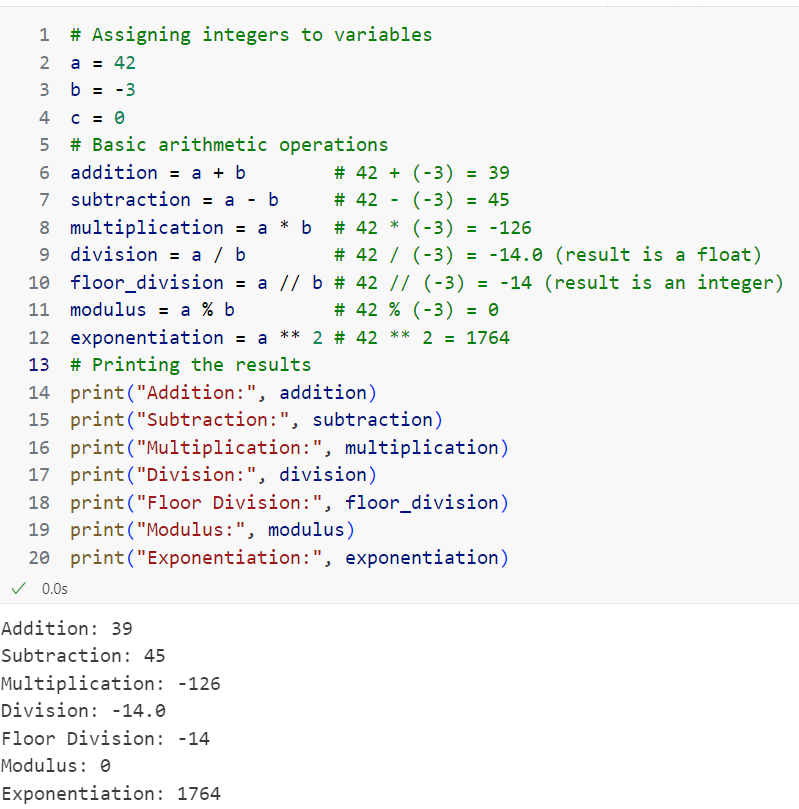 1 # Assigning integers to variables
2 a = 42
3 b = -3
4 c = 0
5 # Basic arithmetic operations
6 addition = a + b        # 42 + (-3) = 39
7 subtraction = a - b     # 42 - (-3) = 45
8 multiplication = a * b  # 42 * (-3) = -126
9 division = a / b        # 42 / (-3) = -14.0 (result is a float)
10 floor_division = a // b # 42 // (-3) = -14 (result is an integer)
11 modulus = a % b         # 42 % (-3) = 0
12 exponentiation = a ** 2 # 42 ** 2 = 1764
13 # Printing the results
14 print("Addition:", addition)
15 print("Subtraction:", subtraction)
16 print("Multiplication:", multiplication)
17 print("Division:", division)
18 print("Floor Division:", floor_division)
19 print("Modulus:", modulus)
20 print("Exponentiation:", exponentiation)
0.0s
Addition: 39
Subtraction: 45
Multiplication: -126
Division: -14.0
Floor Division: -14
Modulus: 0
Exponentiation: 1764